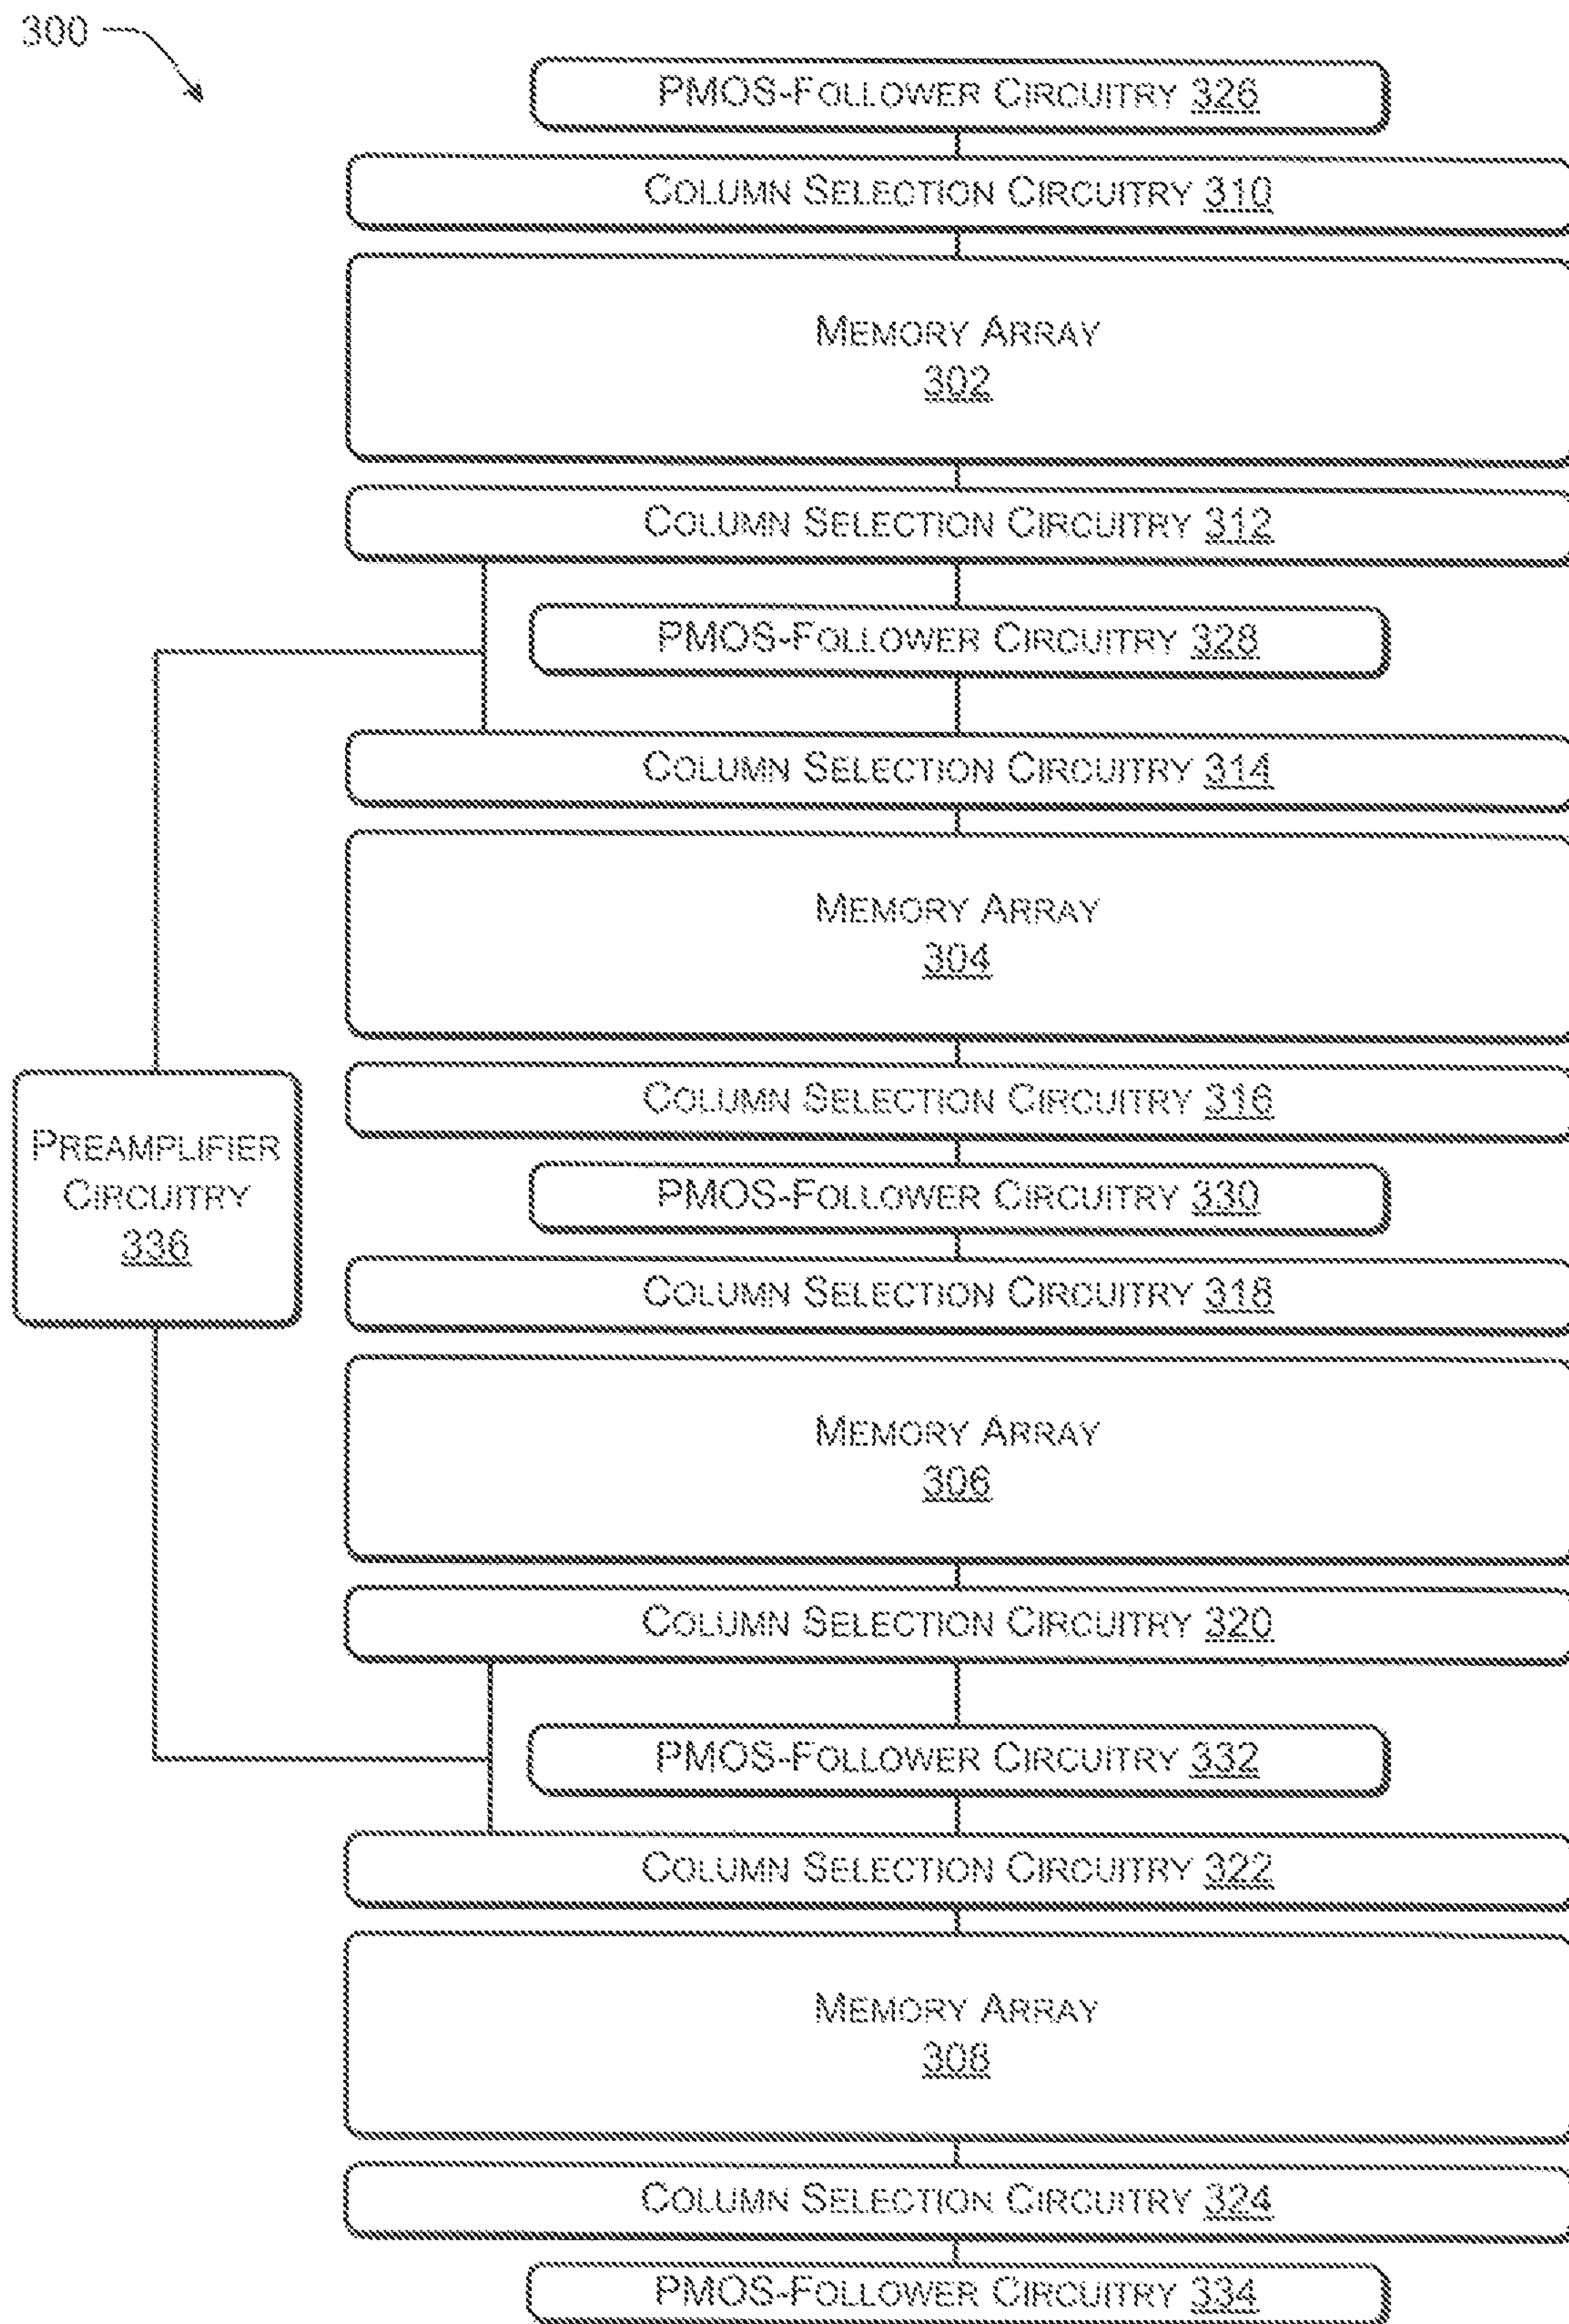 300
PMOS-FOLLOWER CIRCUITRY 326
COLUMN SELECTION CIRCUITRY 310
MEMORY ARRAY
302
COLUMN SELECTION CIRCUITRY 312
PMOS-FOLLOWER CIRCUITRY 328
COLUMN SELECTION CIRCUITRY 314
MEMORY ARRAY
304
COLUMN SELECTION CIRCUITRY 316
PREAMPLIFIER
CIRCUITRY
336
PMOS-FOLLOWER CIRCUITRY 330
COLUMN SELECTION CIRCUITRY 318
MEMORY ARRAY
306
COLUMN SELECTION CIRCUITRY 320
PMOS-FOLLOWER CIRCUITRY 332
COLUMN SELECTION CIRCUITRY 322
MEMORY ARRAY
308
COLUMN SELECTION CIRCUITRY 324
PMOS-FOLLOWER CIRCUITRY 334